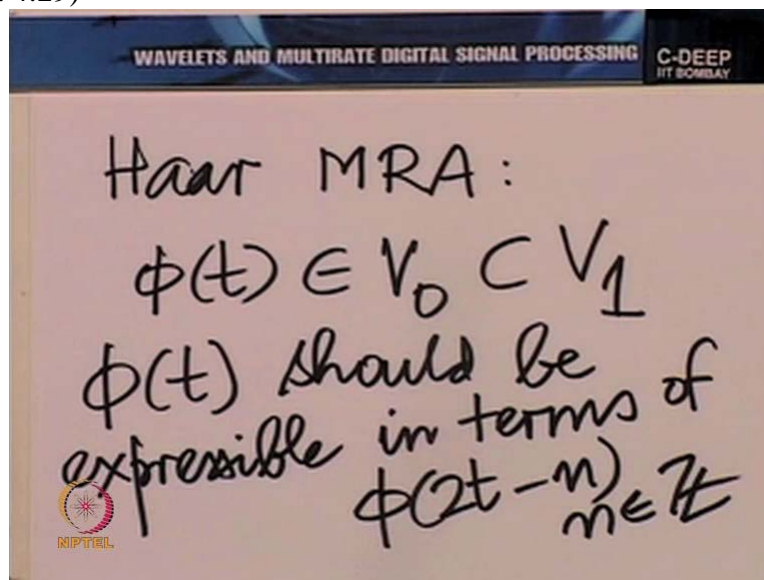 WAVELETS AND MULTIRATE DIGITAL SIGNAL PROCESSING
C-DEEP
IIT BOMBAY
Haar MRA :
ϕ(t) ∈ V₀ ⊂ V₁
ϕ(t) should be
expressible in terms of
ϕ(2t-n)
n∈ℤ
NPTEL